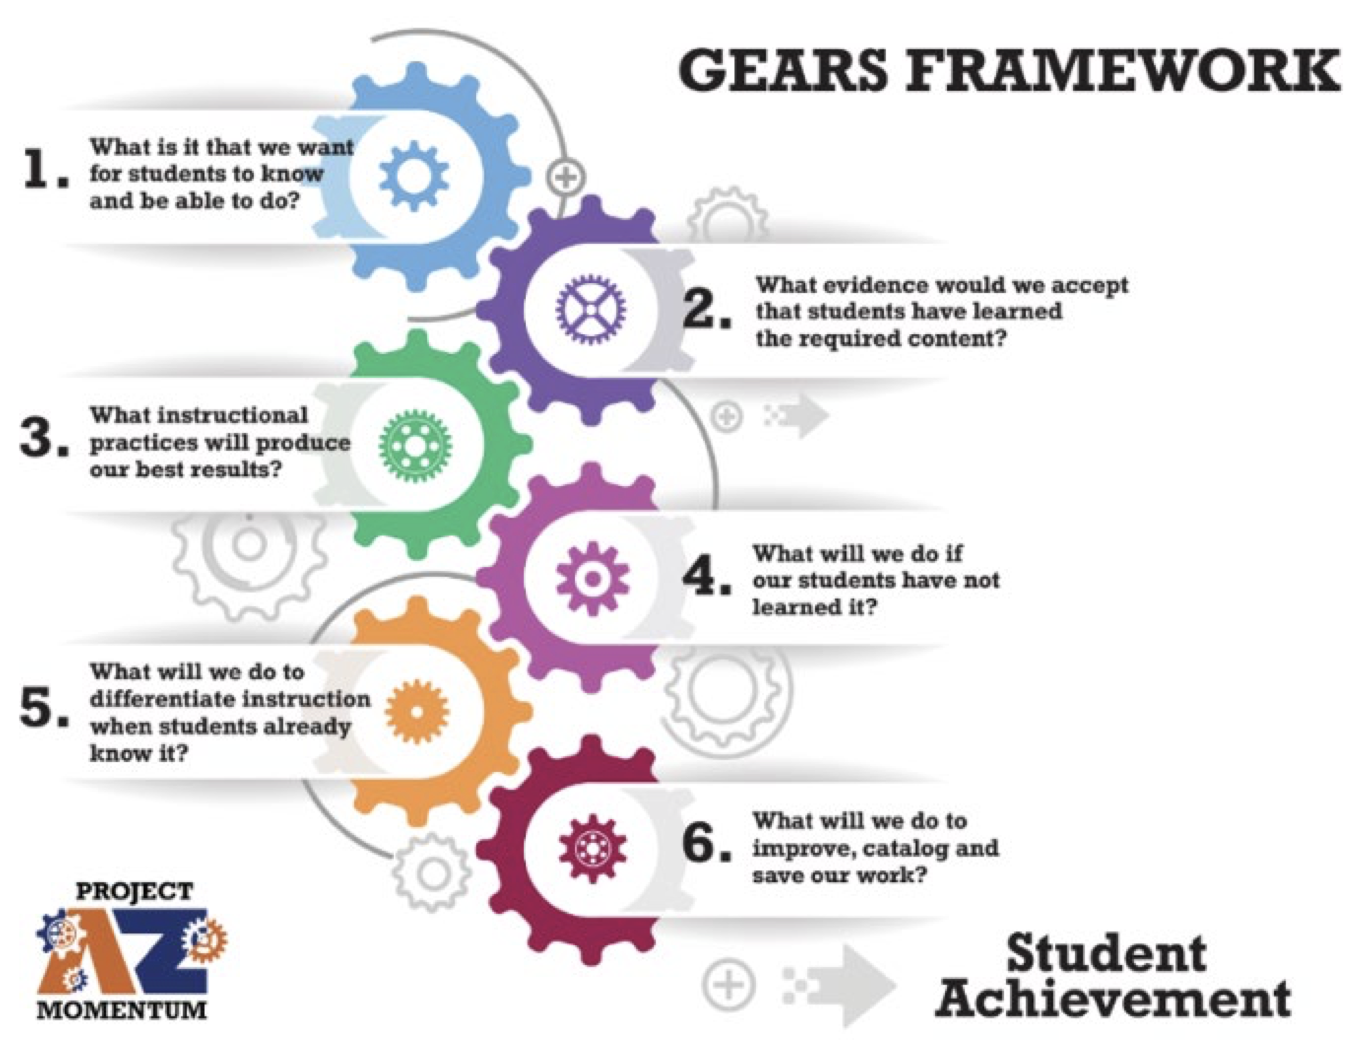 GEARS FRAMEWORK
1.
What is it that we want
for students to know
and be able to do?
2.
What evidence would we accept
that students have learned
the required content?
3.
What instructional
practices will produce
our best results?
4.
What will we do if
our students have not
learned it?
5.
What will we do to
differentiate instruction
when students already
know it?
6.
What will we do to
improve, catalog and
save our work?
PROJECT
AZ
MOMENTUM
Student
Achievement